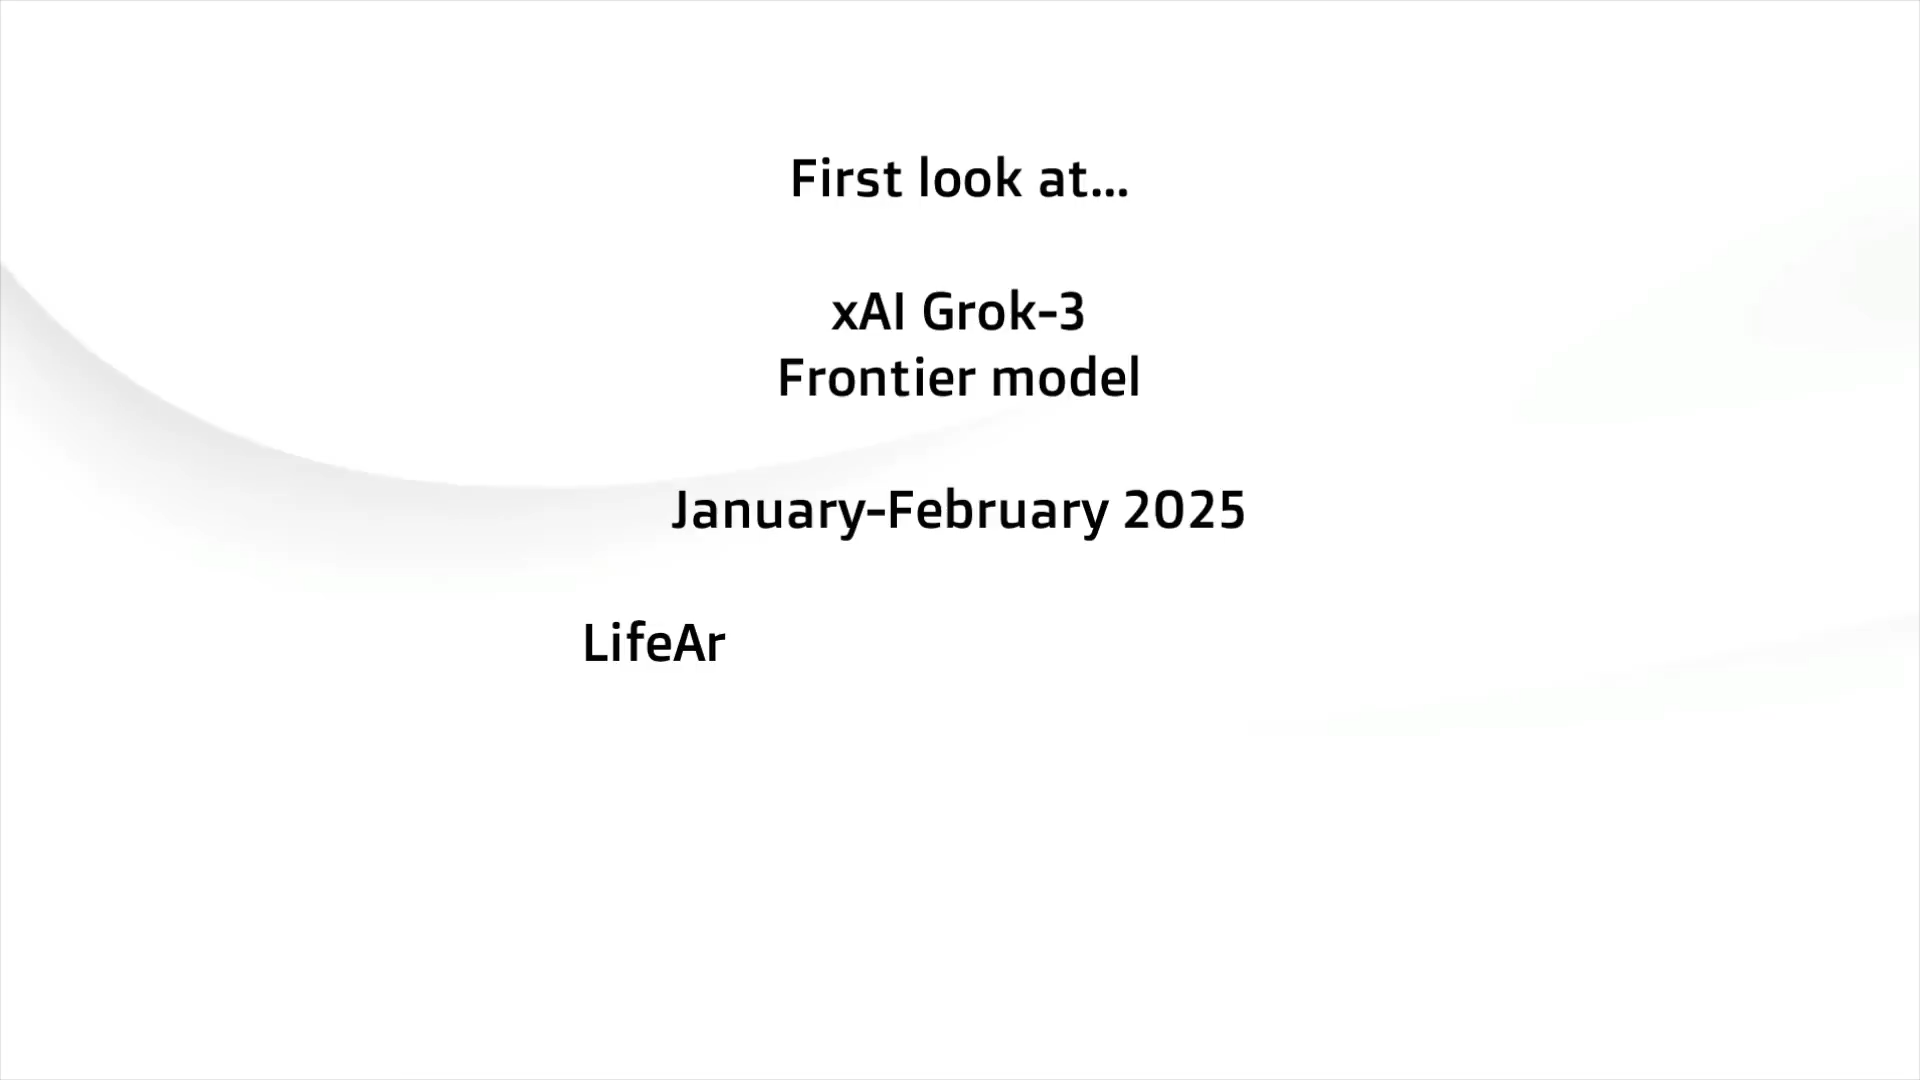 First look at...
xAI Grok-3
Frontier model
January-February 2025
LifeAr